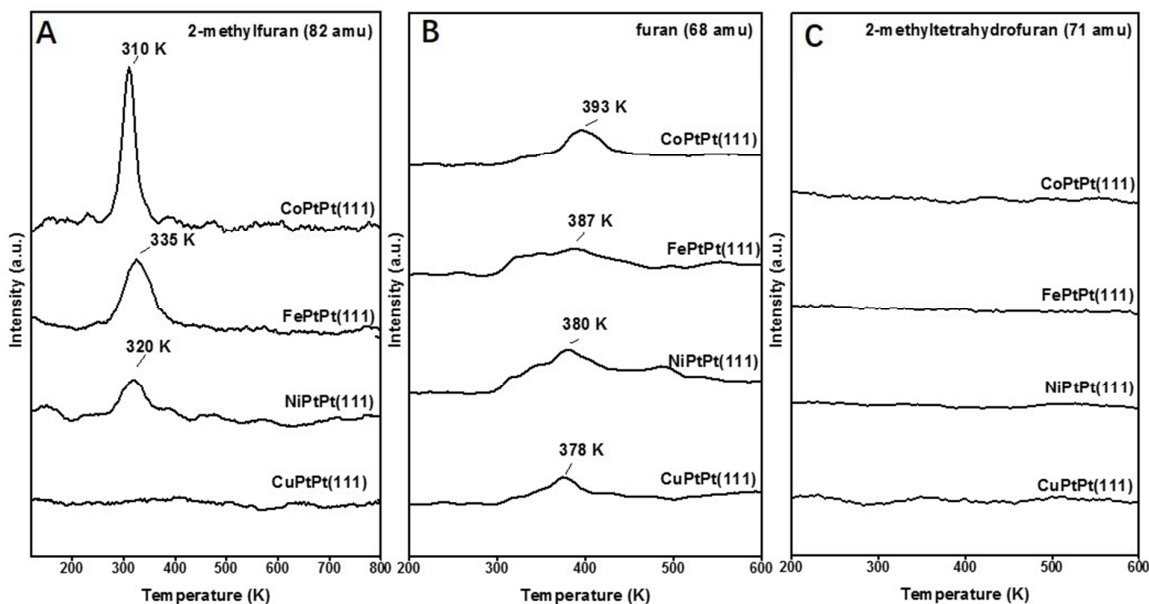 A
2-methylfuran (82 amu)
310 K
CoPtPt(111)
335 K
FePtPt(111)
320 K
NiPtPt(111)
CuPtPt(111)
Intensity (a.u.)
200 300 400 500 600 700 800
Temperature (K)
B
furan (68 amu)
393 K
CoPtPt(111)
387 K
FePtPt(111)
380 K
NiPtPt(111)
378 K
CuPtPt(111)
Intensity (a.u.)
200 300 400 500 600
Temperature (K)
C
2-methyltetrahydrofuran (71 amu)
CoPtPt(111)
FePtPt(111)
NiPtPt(111)
CuPtPt(111)
Intensity (a.u.)
200 300 400 500 600
Temperature (K)